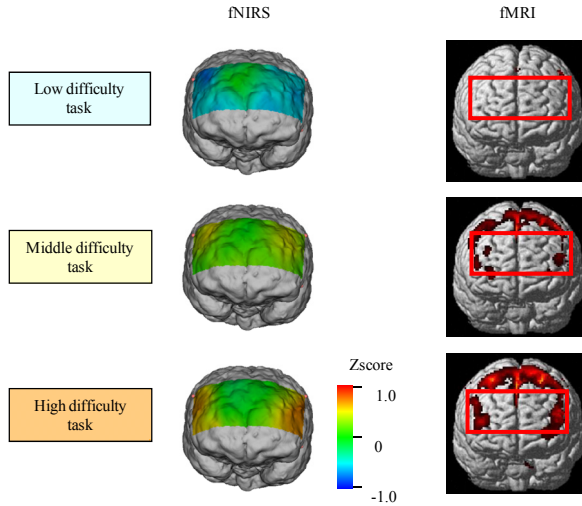 fNIRS
fMRI
Low difficulty
task
Middle difficulty
task
High difficulty
task
Zscore
1.0
0
-1.0